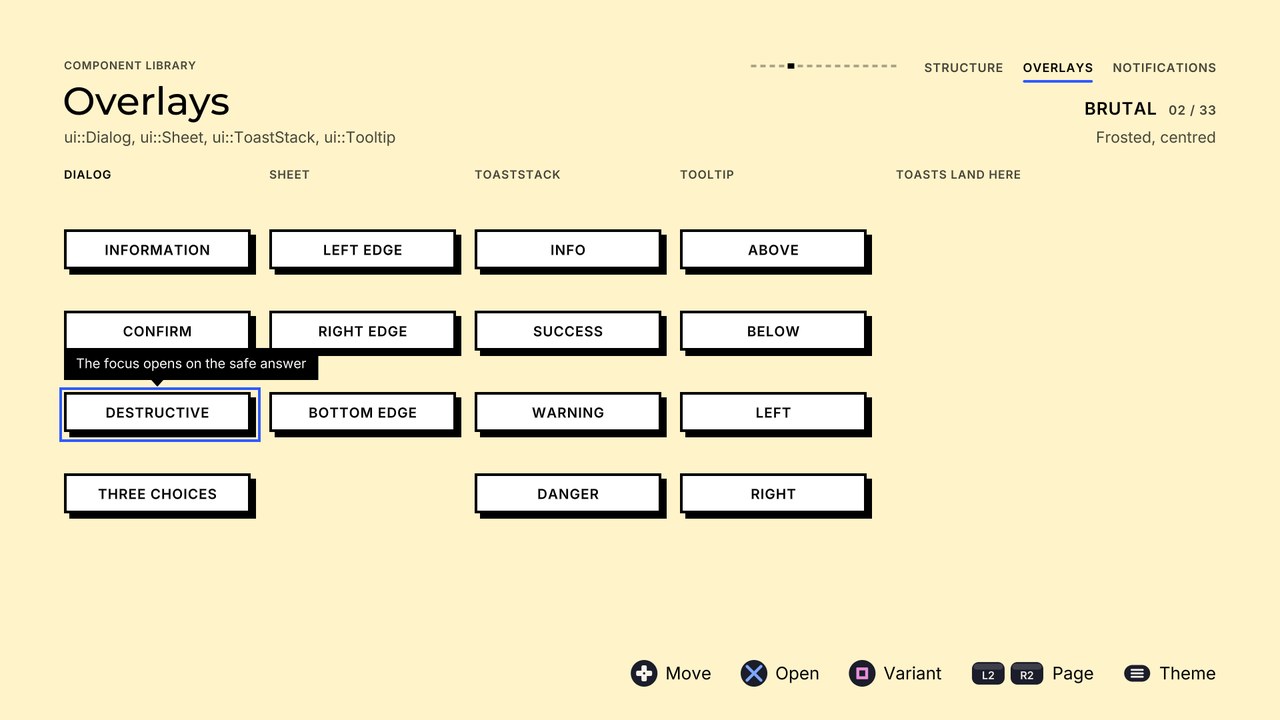 COMPONENT LIBRARY
Overlays
ui::Dialog, ui::Sheet, ui::ToastStack, ui::Tooltip
STRUCTURE OVERLAYS NOTIFICATIONS
BRUTAL 02 / 33
Frosted, centred
DIALOG SHEET TOASTSTACK TOOLTIP TOASTS LAND HERE
INFORMATION LEFT EDGE INFO ABOVE
CONFIRM RIGHT EDGE SUCCESS BELOW
The focus opens on the safe answer
DESTRUCTIVE BOTTOM EDGE WARNING LEFT
THREE CHOICES DANGER RIGHT
Move Open Variant L2 R2 Page Theme